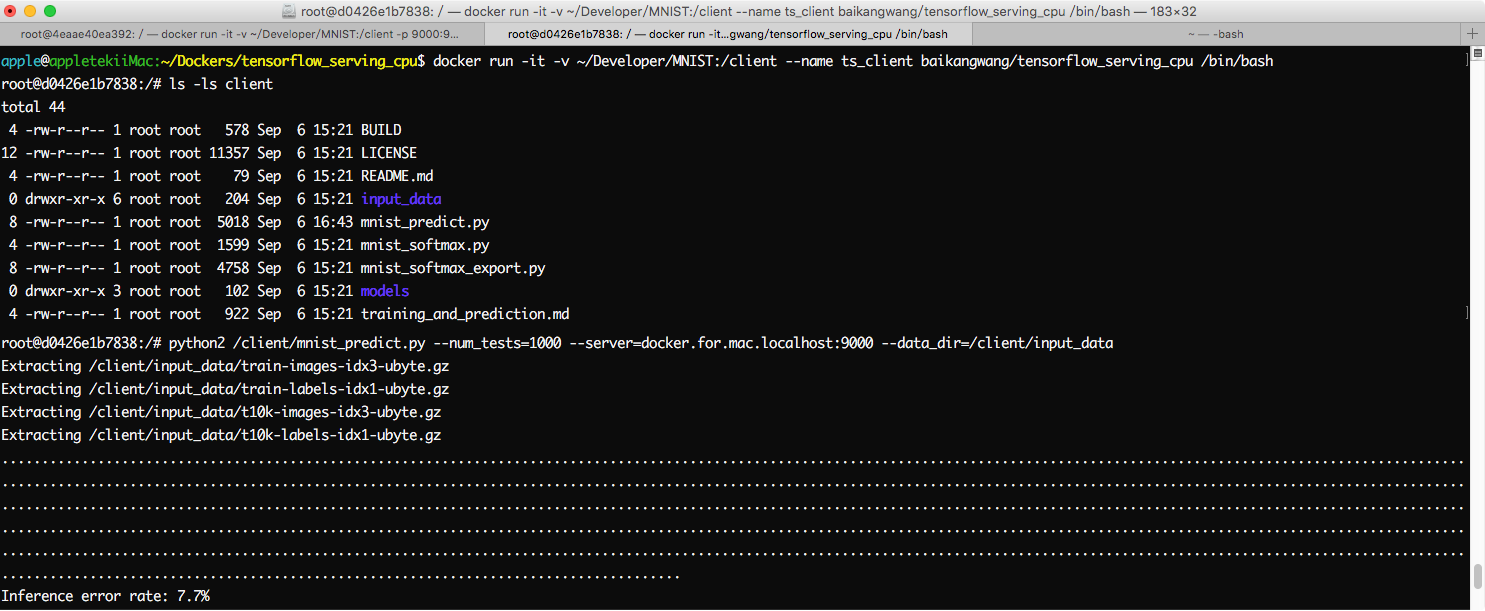 root@d0426e1b7838: / — docker run -it -v ~/Developer/MNIST:/client --name ts_client baikangwang/tensorflow_serving_cpu /bin/bash — 183×32
root@4eaae40ea392: / — docker run -it -v ~/Developer/MNIST:/client -p 9000:9... root@d0426e1b7838: / — docker run -it...gwang/tensorflow_serving_cpu /bin/bash ~ — -bash +
apple@appletekiiMac:~/Dockers/tensorflow_serving_cpu$ docker run -it -v ~/Developer/MNIST:/client --name ts_client baikangwang/tensorflow_serving_cpu /bin/bash ]
root@d0426e1b7838:/# ls -ls client
total 44
 4 -rw-r--r-- 1 root root   578 Sep  6 15:21 BUILD
12 -rw-r--r-- 1 root root 11357 Sep  6 15:21 LICENSE
 4 -rw-r--r-- 1 root root    79 Sep  6 15:21 README.md
 0 drwxr-xr-x 6 root root   204 Sep  6 15:21 input_data
 8 -rw-r--r-- 1 root root  5018 Sep  6 16:43 mnist_predict.py
 4 -rw-r--r-- 1 root root  1599 Sep  6 15:21 mnist_softmax.py
 8 -rw-r--r-- 1 root root  4758 Sep  6 15:21 mnist_softmax_export.py
 0 drwxr-xr-x 3 root root   102 Sep  6 15:21 models
 4 -rw-r--r-- 1 root root   922 Sep  6 15:21 training_and_prediction.md ]
root@d0426e1b7838:/# python2 /client/mnist_predict.py --num_tests=1000 --server=docker.for.mac.localhost:9000 --data_dir=/client/input_data
Extracting /client/input_data/train-images-idx3-ubyte.gz
Extracting /client/input_data/train-labels-idx1-ubyte.gz
Extracting /client/input_data/t10k-images-idx3-ubyte.gz
Extracting /client/input_data/t10k-labels-idx1-ubyte.gz
.......................................................................................................................................................................................
.......................................................................................................................................................................................
.......................................................................................................................................................................................
.......................................................................................................................................................................................
.......................................................................................................................................................................................
.....................................................................................
Inference error rate: 7.7%